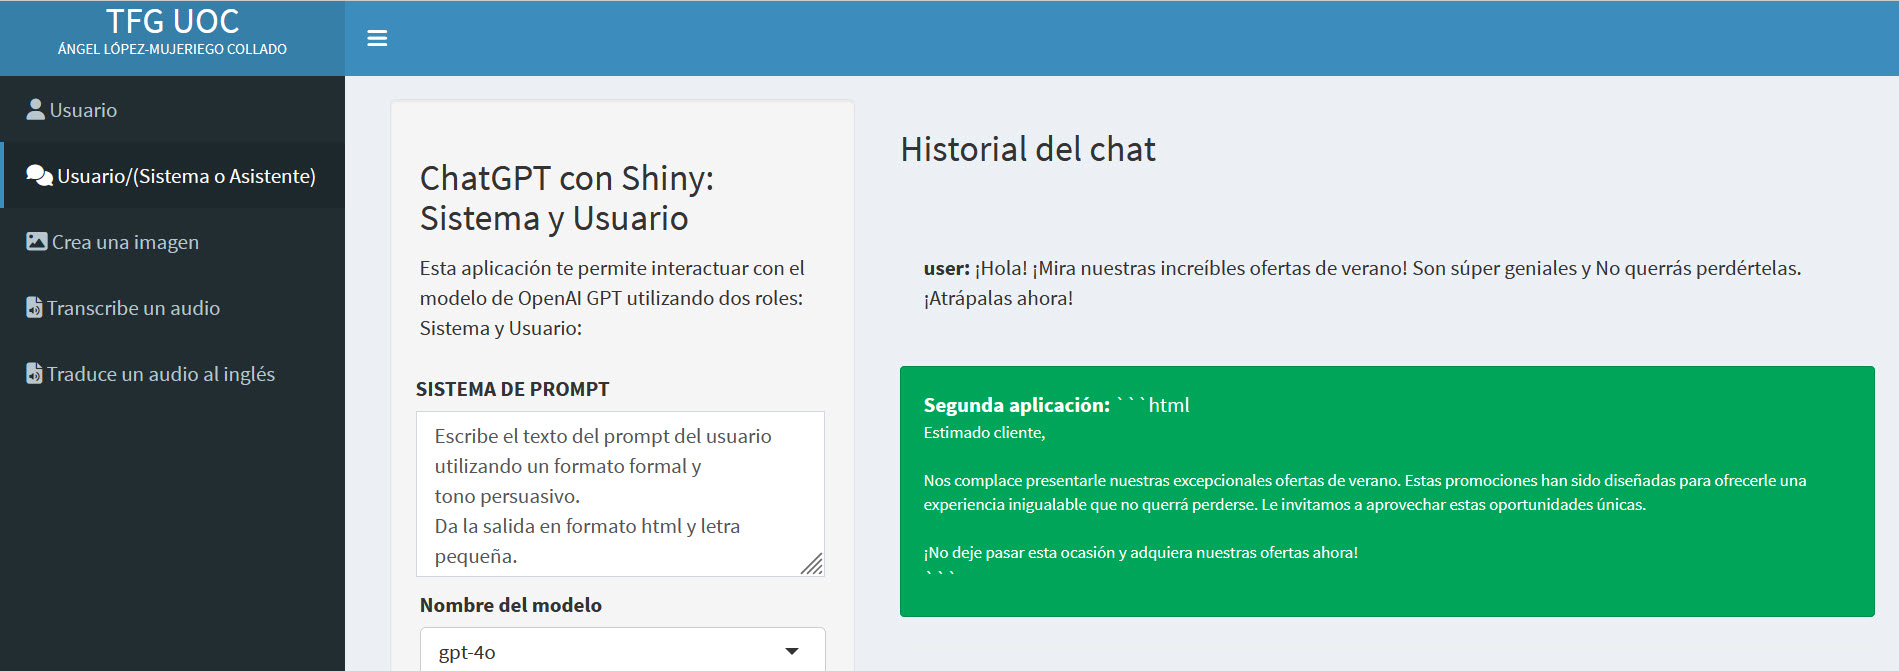 TFG UOC
ÁNGEL LÓPEZ-MUJERIEGO COLLADO
Usuario
Usuario/(Sistema o Asistente)
Crea una imagen
Transcribe un audio
Traduce un audio al inglés
ChatGPT con Shiny:
Sistema y Usuario
Esta aplicación te permite interactuar con el
modelo de OpenAI GPT utilizando dos roles:
Sistema y Usuario:
SISTEMA DE PROMPT
Escribe el texto del prompt del usuario
utilizando un formato formal y
tono persuasivo.
Da la salida en formato html y letra
pequeña.
Nombre del modelo
gpt-4o
Historial del chat
user: ¡Hola! ¡Mira nuestras increíbles ofertas de verano! Son súper geniales y No querrás perdértelas.
¡Atrápalas ahora!
Segunda aplicación: ```html
Estimado cliente,
Nos complace presentarle nuestras excepcionales ofertas de verano. Estas promociones han sido diseñadas para ofrecerle una
experiencia inigualable que no querrá perderse. Le invitamos a aprovechar estas oportunidades únicas.
¡No deje pasar esta ocasión y adquiera nuestras ofertas ahora!
```